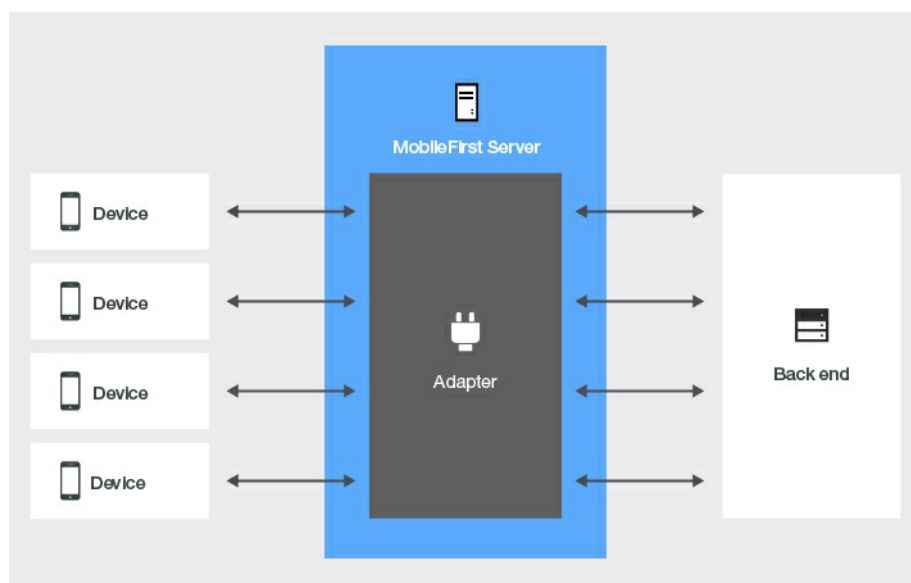 MobileFirst Server
Device
Device
Device
Device
Adapter
Back end